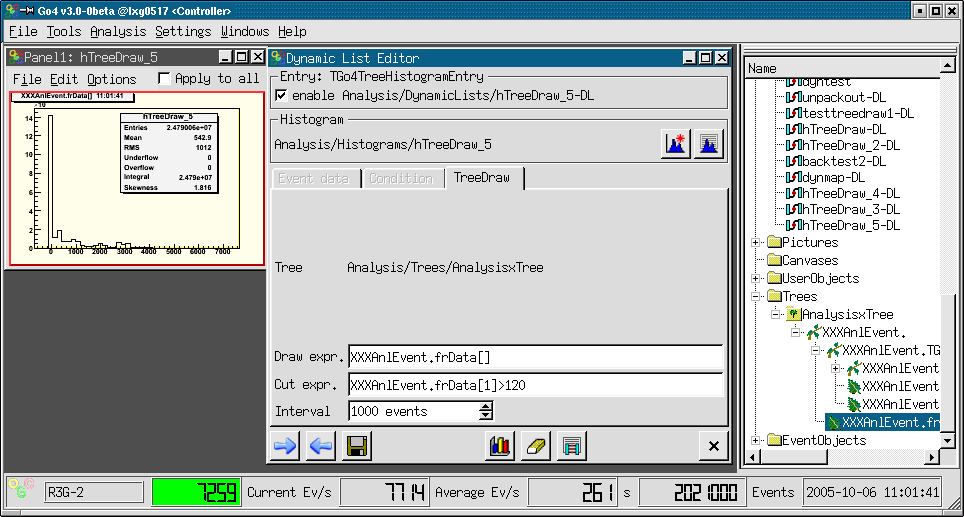 Go4 v3.0-0beta @lxg0517 <Controller>
File Tools Analysis Settings Windows Help
Panel1: hTreeDraw_5
File Edit Options Apply to all
XXXAnlEvent.frData[] 11:01:41
hTreeDraw_5
Entries 2.479006e+07
Mean 542.9
RMS 1012
Underflow 0
Overflow 0
Integral 2.479e+07
Skewness 1.816
14
12
10
8
6
4
2
0
0 1000 2000 3000 4000 5000 6000 7000
Dynamic List Editor
Entry: TGo4TreeHistogramEntry
enable Analysis/DynamicLists/hTreeDraw_5-DL
Histogram
Analysis/Histograms/hTreeDraw_5
Event data Condition TreeDraw
Tree Analysis/Trees/AnalysisxTree
Draw expr. XXXAnlEvent.frData[]
Cut expr. XXXAnlEvent.frData[1]>120
Interval 1000 events
Name
dyntest
unpackout-DL
testtreedraw1-DL
hTreeDraw-DL
hTreeDraw_2-DL
backtest2-DL
dynmap-DL
hTreeDraw_4-DL
hTreeDraw_3-DL
hTreeDraw_5-DL
Pictures
Canvases
UserObjects
Trees
AnalysisxTree
XXXAnlEvent.
XXXAnlEvent.TG
XXXAnlEvent
XXXAnlEvent
XXXAnlEvent
XXXAnlEvent.fr
EventObjects
R3G-2 7259 Current Ev/s 7714 Average Ev/s 261 s 2021000 Events 2005-10-06 11:01:41